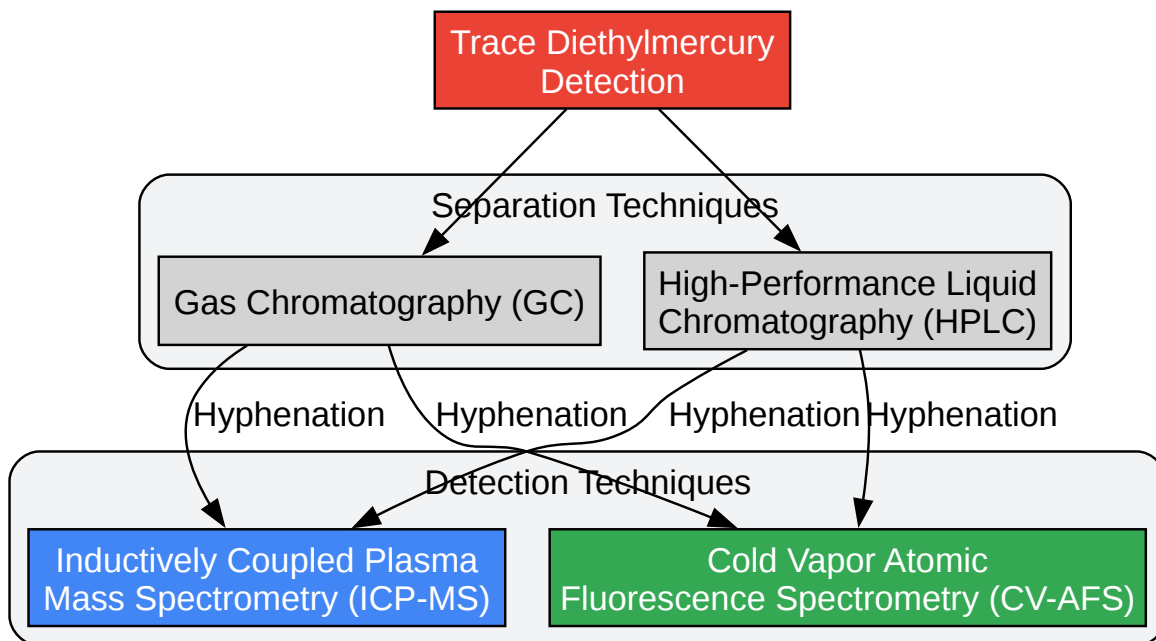 Trace Diethylmercury
Detection
Separation Techniques
Gas Chromatography (GC)
High-Performance Liquid
Chromatography (HPLC)
Hyphenation
Hyphenation
Hyphenation
Hyphenation
Detection Techniques
Inductively Coupled Plasma
Mass Spectrometry (ICP-MS)
Cold Vapor Atomic
Fluorescence Spectrometry (CV-AFS)